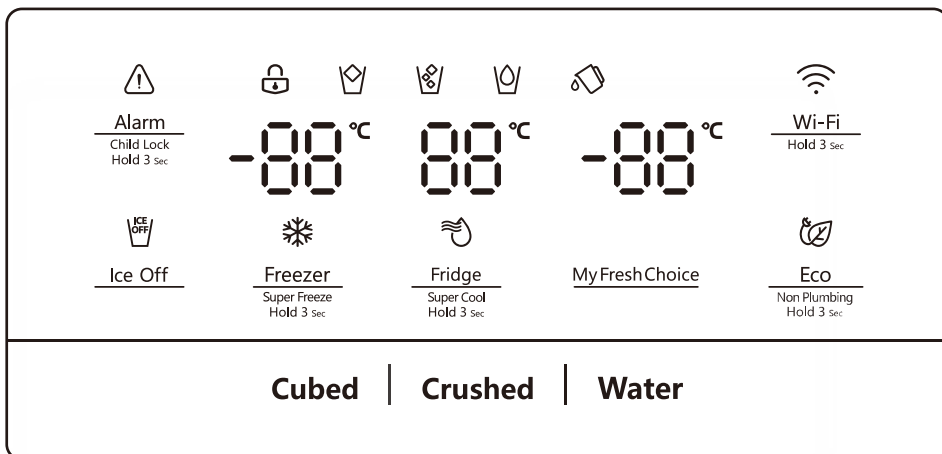 -88°C 88°C -88°C
Alarm
Child Lock
Hold 3 Sec
Wi-Fi
Hold 3 Sec
ICE
OFF
Ice Off
Freezer
Super Freeze
Hold 3 Sec
Fridge
Super Cool
Hold 3 Sec
My Fresh Choice
Eco
Non Plumbing
Hold 3 Sec
Cubed | Crushed | Water